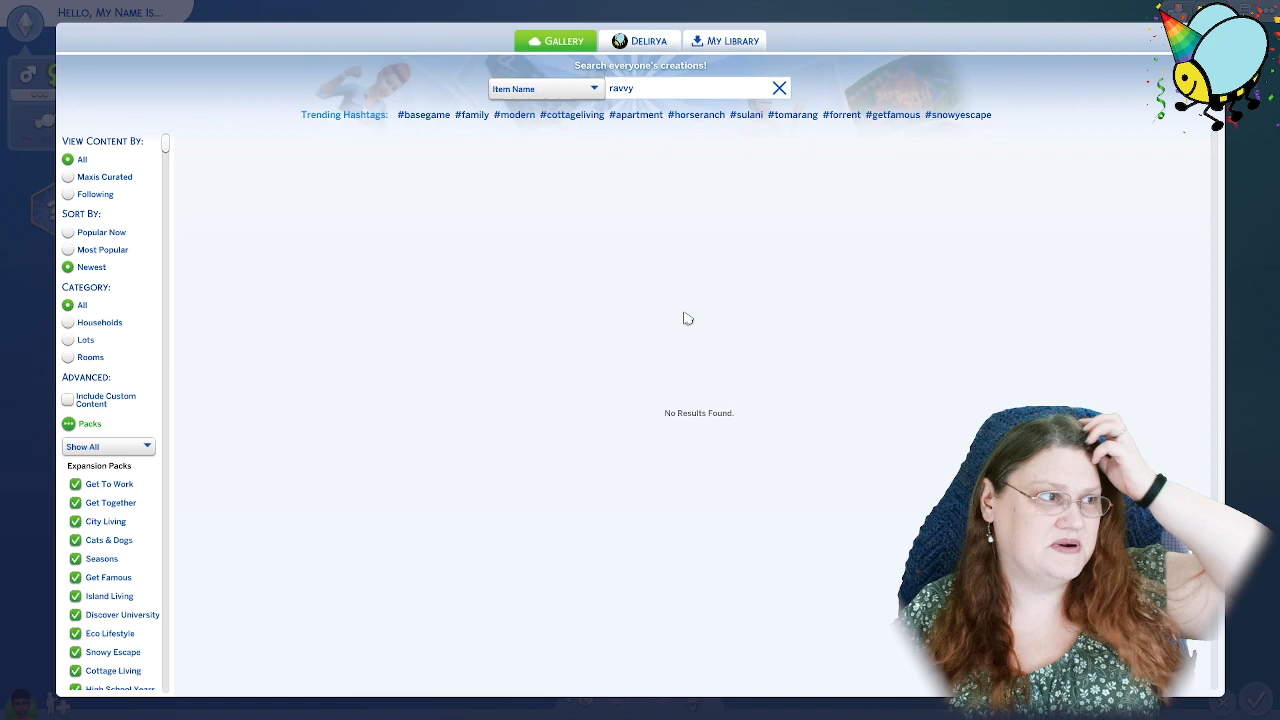 Hello, My Name Is...
Gallery
Delirya
My Library
Search everyone's creations!
Item Name
ravvy
Trending Hashtags: #basegame #family #modern #cottageliving #apartment #horseranch #sulani #tomarang #forrent #getfamous #snowyescape
View Content By:
All
Maxis Curated
Following
Sort By:
Popular Now
Most Popular
Newest
Category:
All
Households
Lots
Rooms
Advanced:
Include Custom
Content
Packs
Show All
Expansion Packs
Get To Work
Get Together
City Living
Cats & Dogs
Seasons
Get Famous
Island Living
Discover University
Eco Lifestyle
Snowy Escape
Cottage Living
High School Years
No Results Found.